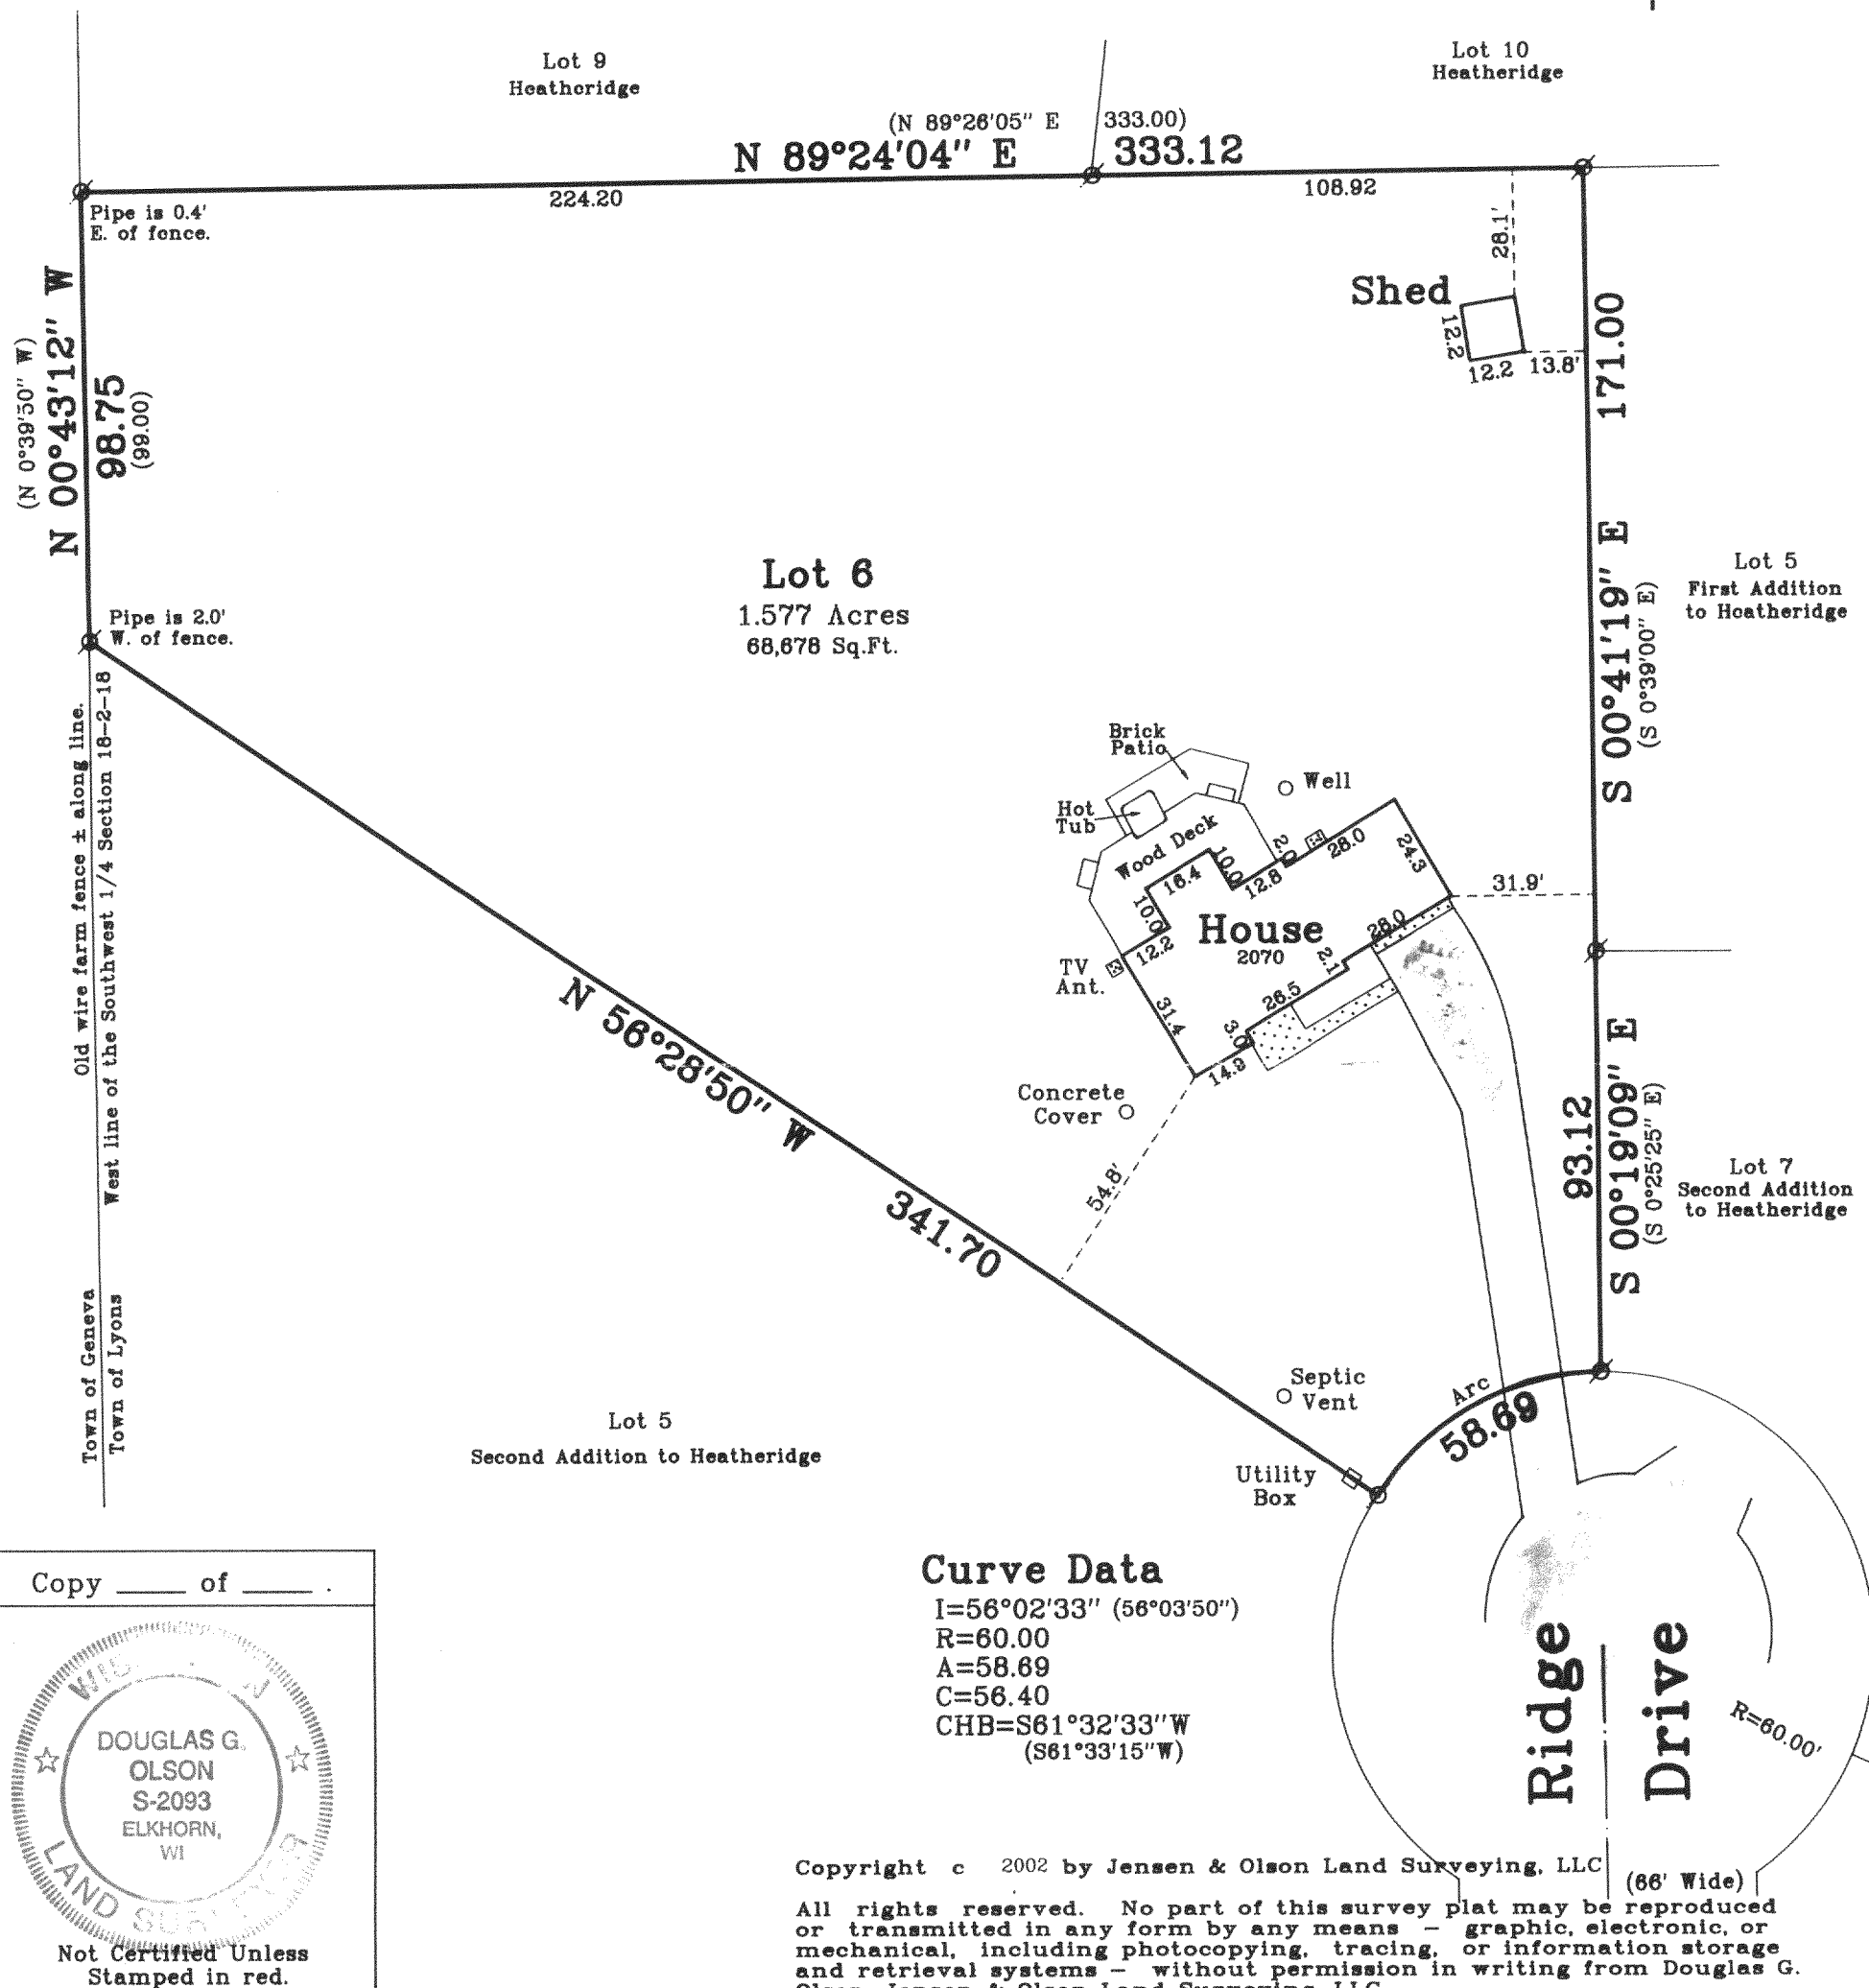 Lot 9
Heatheridge
Lot 10
Heatheridge
(N 89°26'05" E 333.00)
N 89°24'04" E 333.12
224.20
108.92
Pipe is 0.4'
E. of fence.
(N 0°39'50" W)
N 00°43'12" W
98.75
(99.00)
Pipe is 2.0'
W. of fence.
28.1'
Shed
12.2
12.2
13.8'
171.00
S 00°41'19" E
(S 0°39'00" E)
Lot 5
First Addition
to Heatheridge
Lot 6
1.577 Acres
68,678 Sq.Ft.
Old wire farm fence ± along line.
West line of the Southwest 1/4 Section 18-2-18
Town of Geneva
Town of Lyons
Brick
Patio
Well
Hot
Tub
Wood Deck
2.0
28.0
24.3
10.0
12.8
16.4
10.0
12.2
House
2070
31.9'
28.0
2.1
26.5
3.0
14.9
31.4
TV
Ant.
Concrete
Cover
54.8'
N 56°28'50" W
341.70
93.12
S 00°19'09" E
(S 0°25'25" E)
Lot 7
Second Addition
to Heatheridge
Septic
Vent
Arc
58.69
Utility
Box
Lot 5
Second Addition to Heatheridge
Copy _____ of _____ .
DOUGLAS G.
OLSON
S-2093
ELKHORN,
WI
LAND SURVEYOR
Not Certified Unless
Stamped in red.
Curve Data
I=56°02'33" (56°03'50")
R=60.00
A=58.69
C=56.40
CHB=S61°32'33"W
(S61°33'15"W)
Ridge
Drive
R=60.00'
(66' Wide)
Copyright c 2002 by Jensen & Olson Land Surveying, LLC
All rights reserved. No part of this survey plat may be reproduced
or transmitted in any form by any means – graphic, electronic, or
mechanical, including photocopying, tracing, or information storage
and retrieval systems – without permission in writing from Douglas G.
Olson, Jensen & Olson Land Surveying, LLC